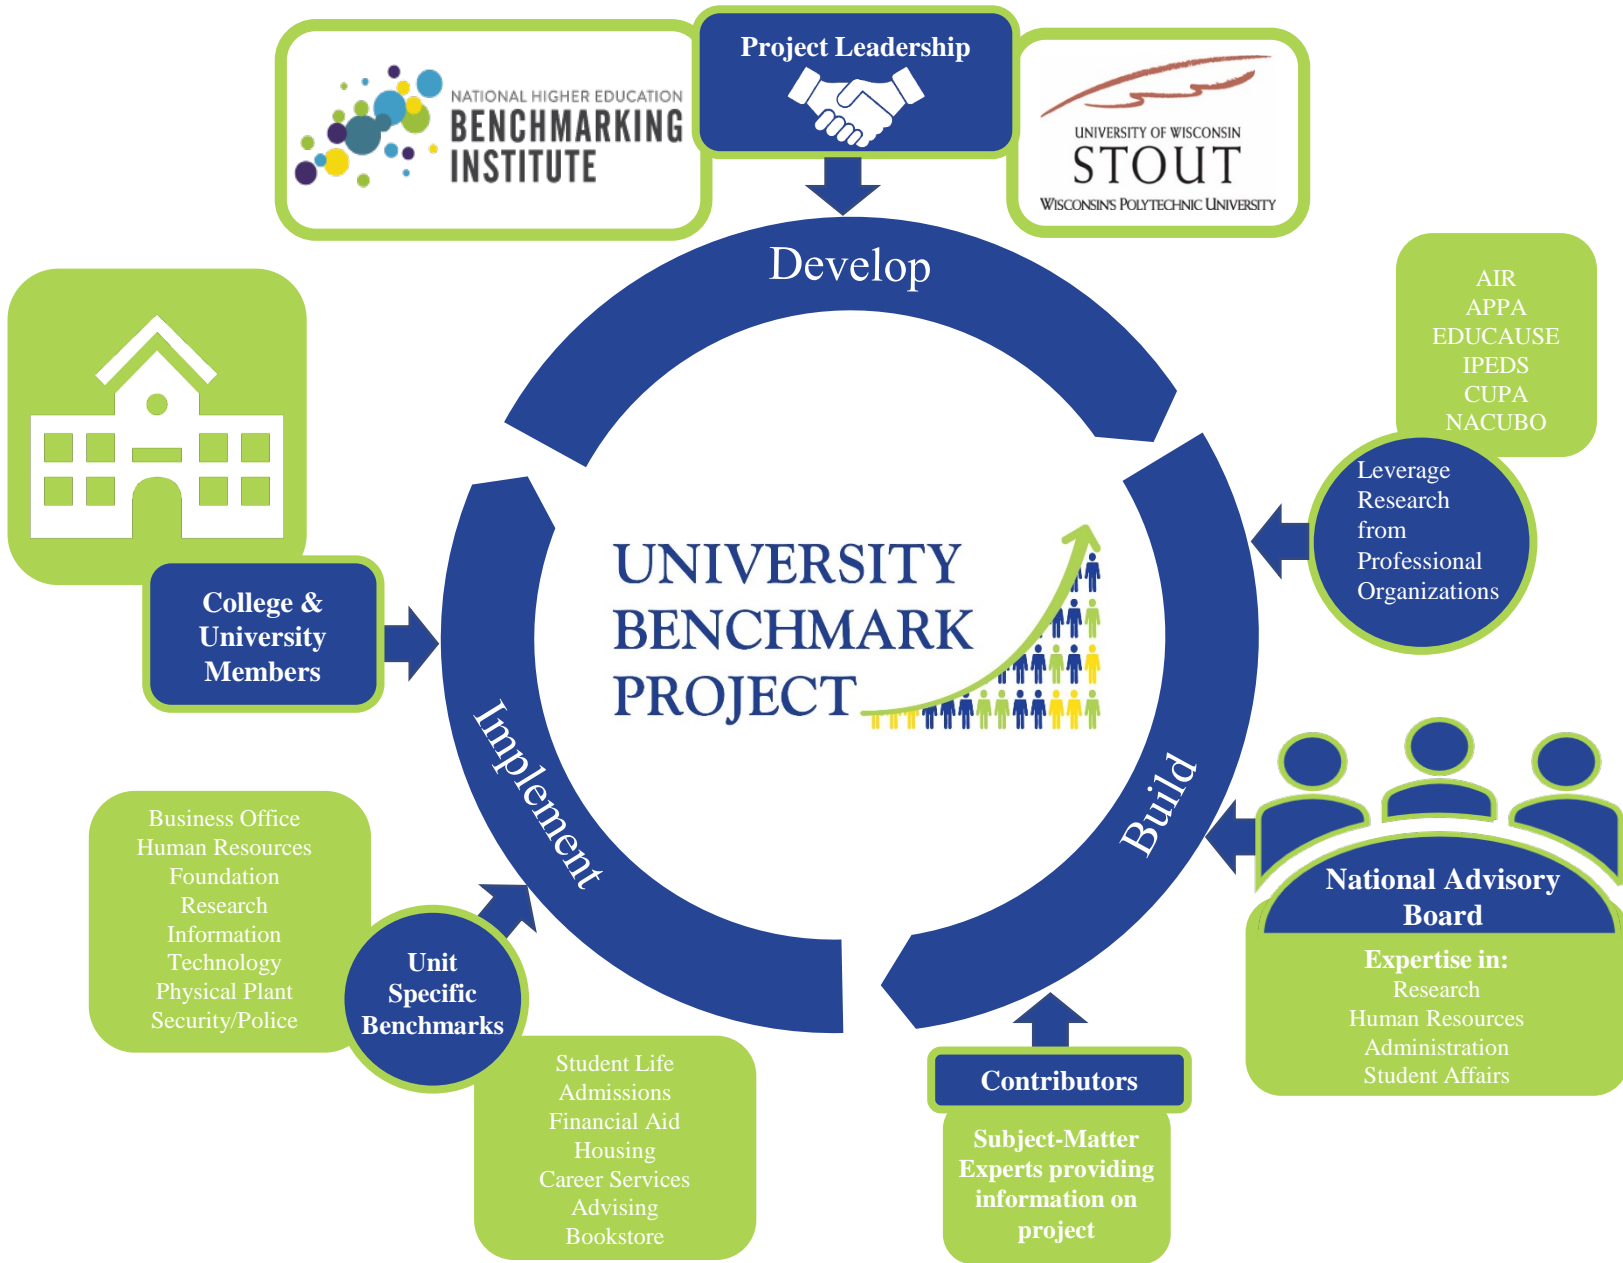 Project Leadership
NATIONAL HIGHER EDUCATION
BENCHMARKING
INSTITUTE
UNIVERSITY OF WISCONSIN
STOUT
WISCONSIN'S POLYTECHNIC UNIVERSITY
Develop
AIR
APPA
EDUCAUSE
IPEDS
CUPA
NACUBO
Leverage
Research
from
Professional
Organizations
UNIVERSITY
BENCHMARK
PROJECT
College &
University
Members
Implement
Build
National Advisory
Board
Expertise in:
Research
Human Resources
Administration
Student Affairs
Business Office
Human Resources
Foundation
Research
Information
Technology
Physical Plant
Security/Police
Unit
Specific
Benchmarks
Student Life
Admissions
Financial Aid
Housing
Career Services
Advising
Bookstore
Contributors
Subject-Matter
Experts providing
information on
project